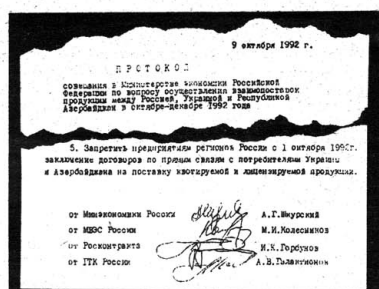 9 октября 1992 г.
ПРОТОКОЛ
совещания в Министерстве экономики Российской
Федерации по вопросу осуществления взаимопоставок
продукции между Россией, Украиной и Республикой
Азербайджан в октябре-декабре 1992 года
5. Запретить предприятиям регионов России с 1 октября 1992г.
заключение договоров по прямым связям с потребителями Украины
и Азербайджана на поставку квотируемой и лицензируемой продукции.
от Минэкономики России А.Г.Шкурский
от МВЭС России М.И.Колесников
от Росконтракта И.К.Горбунов
от ГТК России А.В.Галактионов